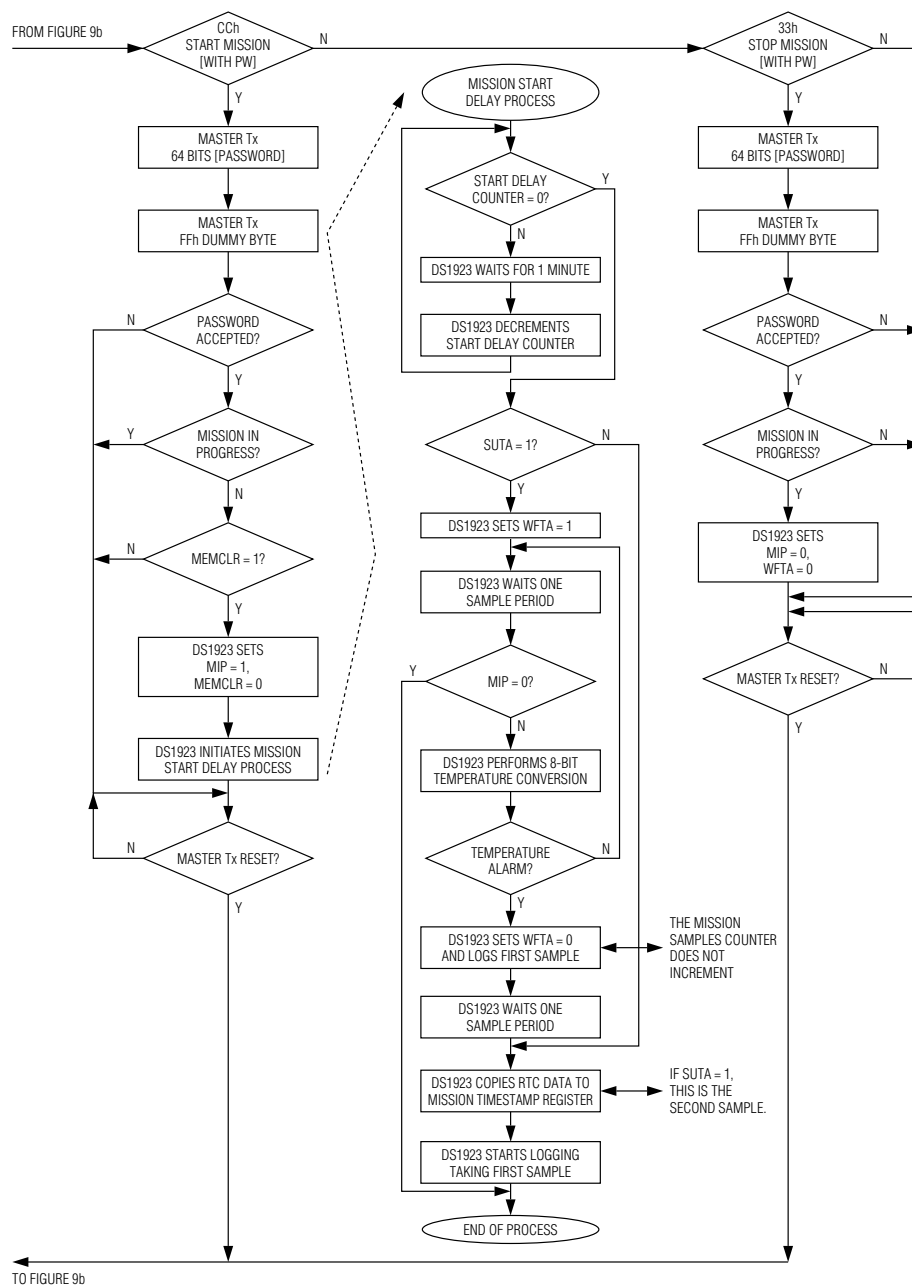 FROM FIGURE 9b
CCh
START MISSION
[WITH PW]
N
Y
MASTER Tx
64 BITS [PASSWORD]
MASTER Tx
FFh DUMMY BYTE
N
PASSWORD
ACCEPTED?
Y
Y
MISSION IN
PROGRESS?
N
N
MEMCLR = 1?
Y
DS1923 SETS
MIP = 1,
MEMCLR = 0
DS1923 INITIATES MISSION
START DELAY PROCESS
N
MASTER Tx RESET?
Y
MISSION START
DELAY PROCESS
START DELAY
COUNTER = 0?
Y
N
DS1923 WAITS FOR 1 MINUTE
DS1923 DECREMENTS
START DELAY COUNTER
SUTA = 1?
N
Y
DS1923 SETS WFTA = 1
DS1923 WAITS ONE
SAMPLE PERIOD
Y
MIP = 0?
N
DS1923 PERFORMS 8-BIT
TEMPERATURE CONVERSION
TEMPERATURE
ALARM?
N
Y
DS1923 SETS WFTA = 0
AND LOGS FIRST SAMPLE
THE MISSION
SAMPLES COUNTER
DOES NOT
INCREMENT
DS1923 WAITS ONE
SAMPLE PERIOD
DS1923 COPIES RTC DATA TO
MISSION TIMESTAMP REGISTER
IF SUTA = 1,
THIS IS THE
SECOND SAMPLE.
DS1923 STARTS LOGGING
TAKING FIRST SAMPLE
END OF PROCESS
33h
STOP MISSION
[WITH PW]
N
Y
MASTER Tx
64 BITS [PASSWORD]
MASTER Tx
FFh DUMMY BYTE
PASSWORD
ACCEPTED?
N
Y
MISSION IN
PROGRESS?
N
Y
DS1923 SETS
MIP = 0,
WFTA = 0
MASTER Tx RESET?
N
Y
TO FIGURE 9b